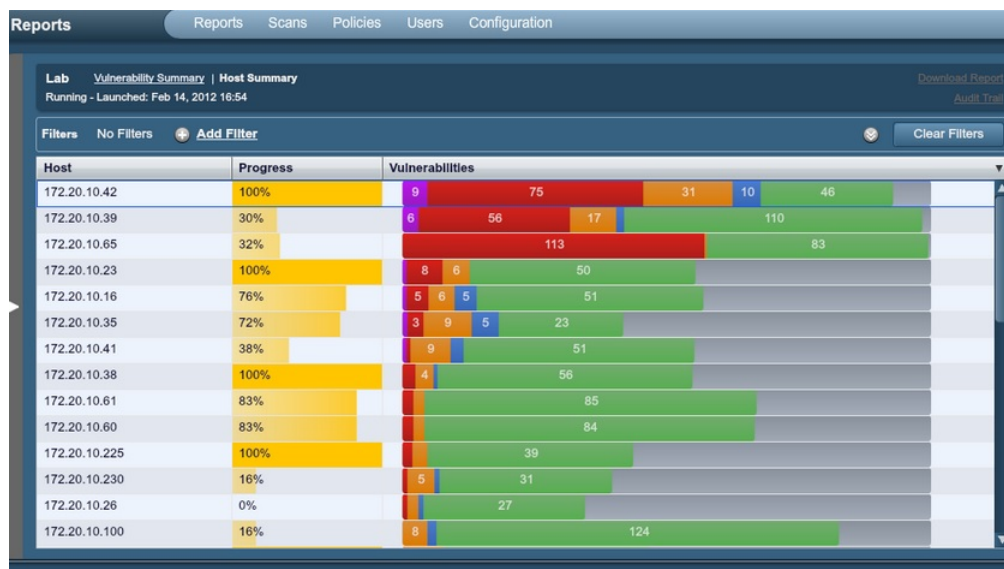 Reports Reports Scans Policies Users Configuration
Lab Vulnerability Summary | Host Summary Download Report
Running - Launched: Feb 14, 2012 16:54 Audit Trail
Filters No Filters Add Filter Clear Filters
Host Progress Vulnerabilities
172.20.10.42 100% 9 75 31 10 46
172.20.10.39 30% 6 56 17 110
172.20.10.65 32% 113 83
172.20.10.23 100% 8 6 50
172.20.10.16 76% 5 6 5 51
172.20.10.35 72% 3 9 5 23
172.20.10.41 38% 9 51
172.20.10.38 100% 4 56
172.20.10.61 83% 85
172.20.10.60 83% 84
172.20.10.225 100% 39
172.20.10.230 16% 5 31
172.20.10.26 0% 27
172.20.10.100 16% 8 124